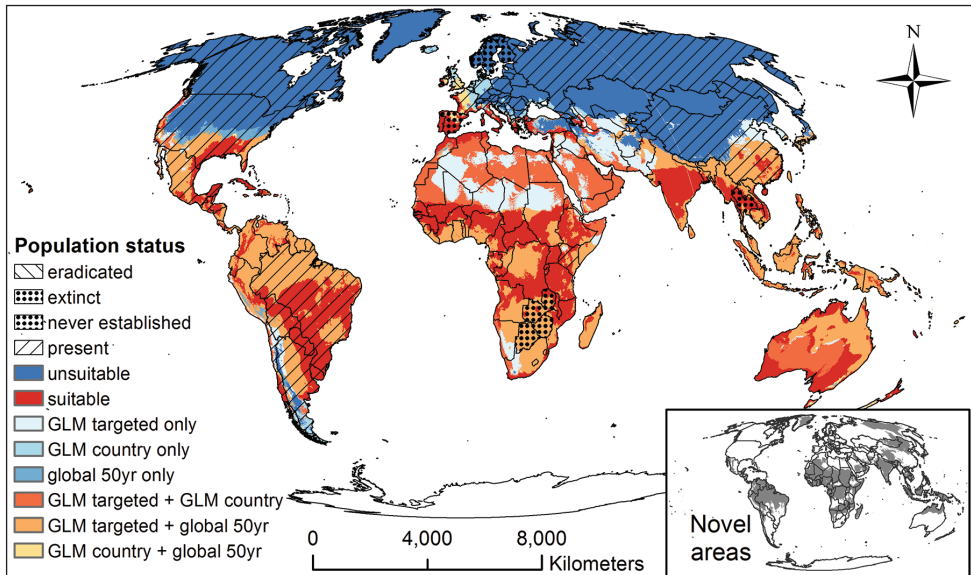 N
Population status
eradicated
extinct
never established
present
unsuitable
suitable
GLM targeted only
GLM country only
global 50yr only
GLM targeted + GLM country
GLM targeted + global 50yr
GLM country + global 50yr
0 4,000 8,000
Kilometers
Novel
areas